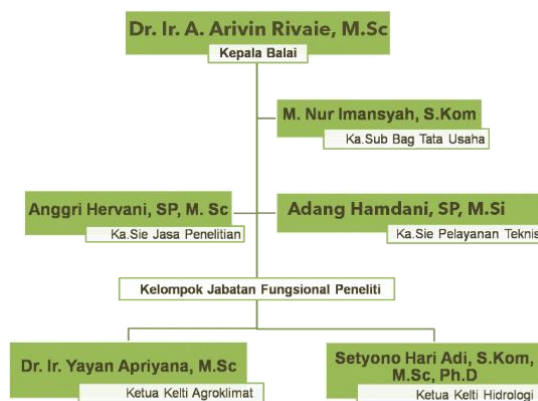 Dr. Ir. A. Arivin Rivaie, M.Sc
Kepala Balai
M. Nur Imansyah, S.Kom
Ka.Sub Bag Tata Usaha
Anggri Hervani, SP, M. Sc
Ka.Sie Jasa Penelitian
Adang Hamdani, SP, M.Si
Ka.Sie Pelayanan Teknis
Kelompok Jabatan Fungsional Peneliti
Dr. Ir. Yayan Apriyana, M.Sc
Ketua Kelti Agroklimat
Setyono Hari Adi, S.Kom,
M.Sc, Ph.D
Ketua Kelti Hidrologi